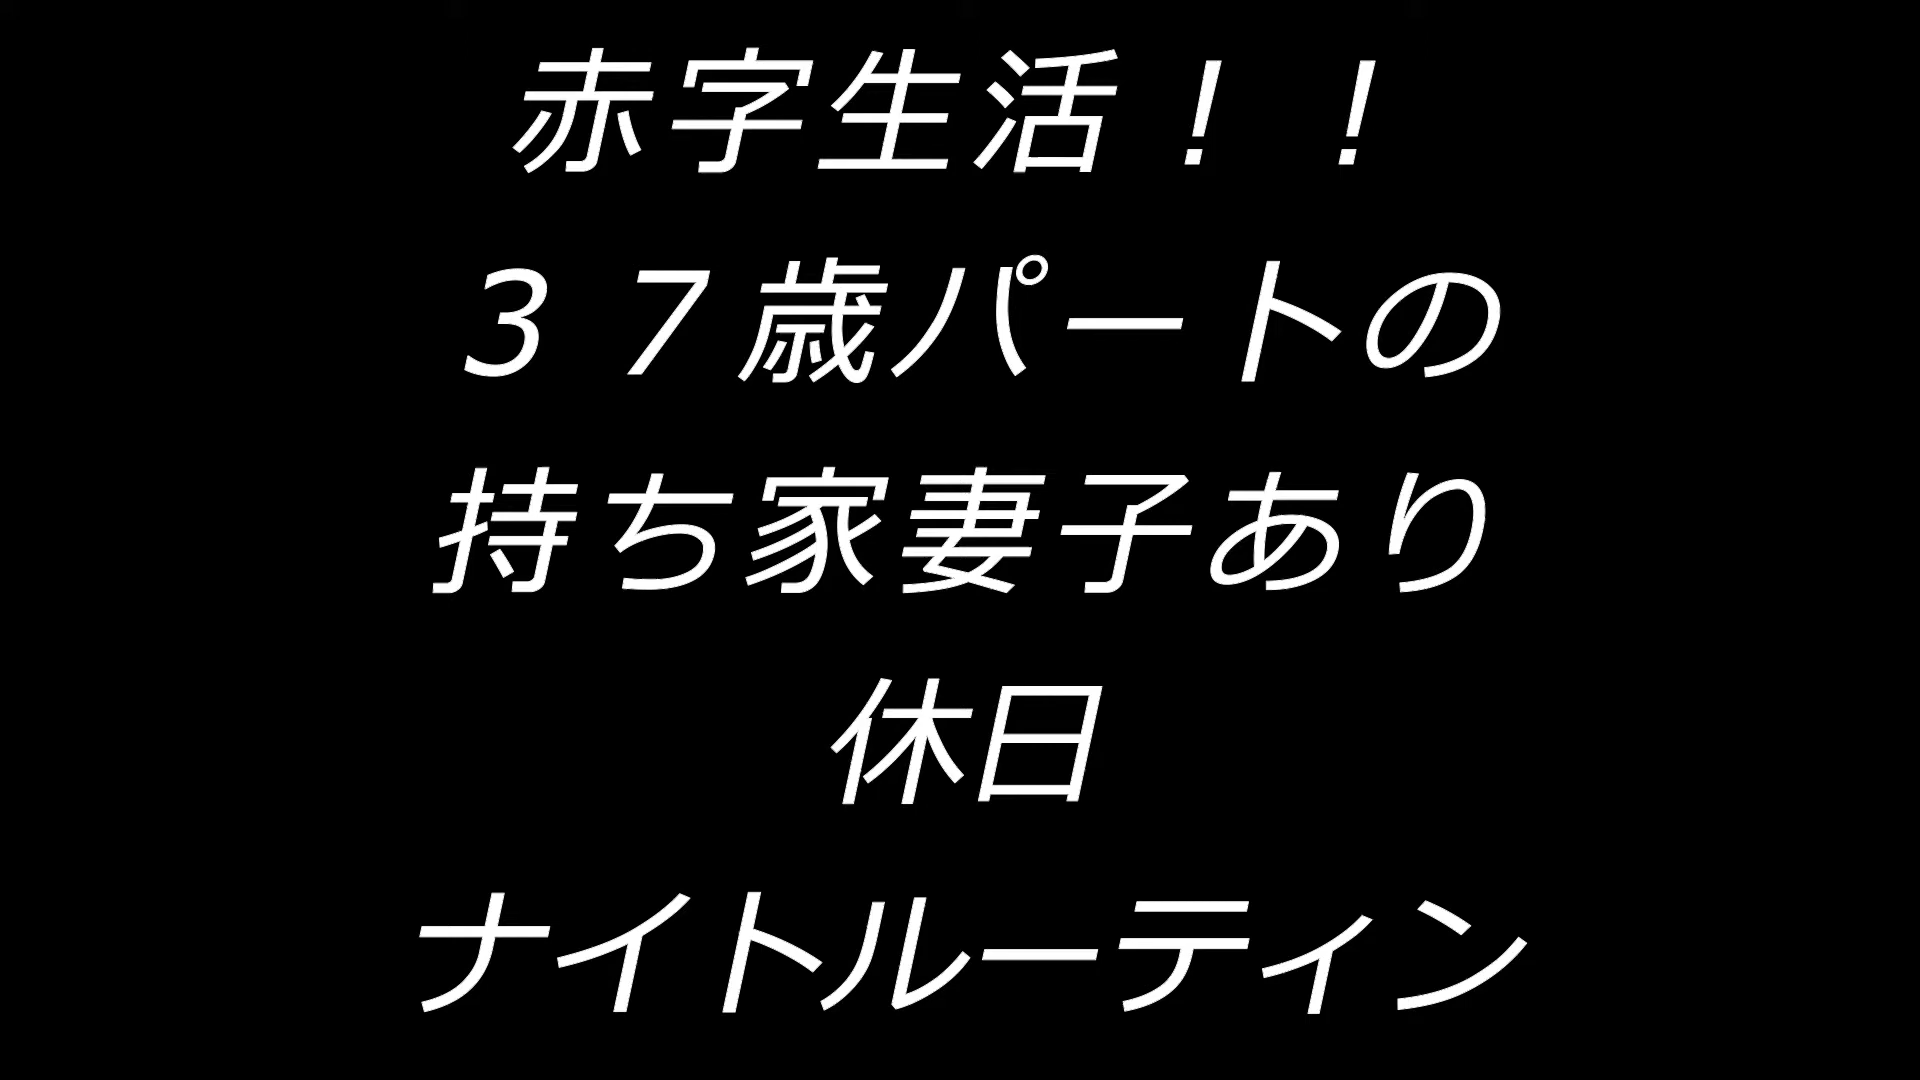 赤字生活！！
３７歳パートの
持ち家妻子あり
休日
ナイトルーティン